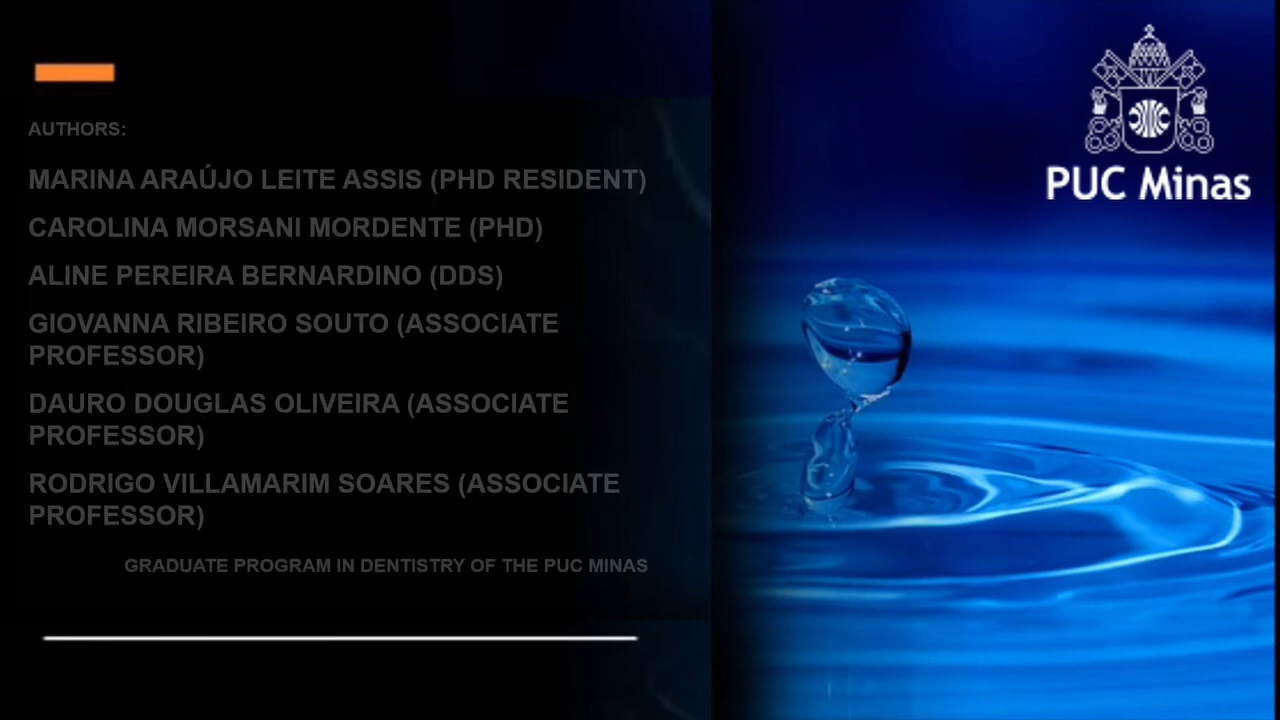 AUTHORS:
MARINA ARAÚJO LEITE ASSIS (PHD RESIDENT)
CAROLINA MORSANI MORDENTE (PHD)
ALINE PEREIRA BERNARDINO (DDS)
GIOVANNA RIBEIRO SOUTO (ASSOCIATE
PROFESSOR)
DAURO DOUGLAS OLIVEIRA (ASSOCIATE
PROFESSOR)
RODRIGO VILLAMARIM SOARES (ASSOCIATE
PROFESSOR)
GRADUATE PROGRAM IN DENTISTRY OF THE PUC MINAS
PUC Minas